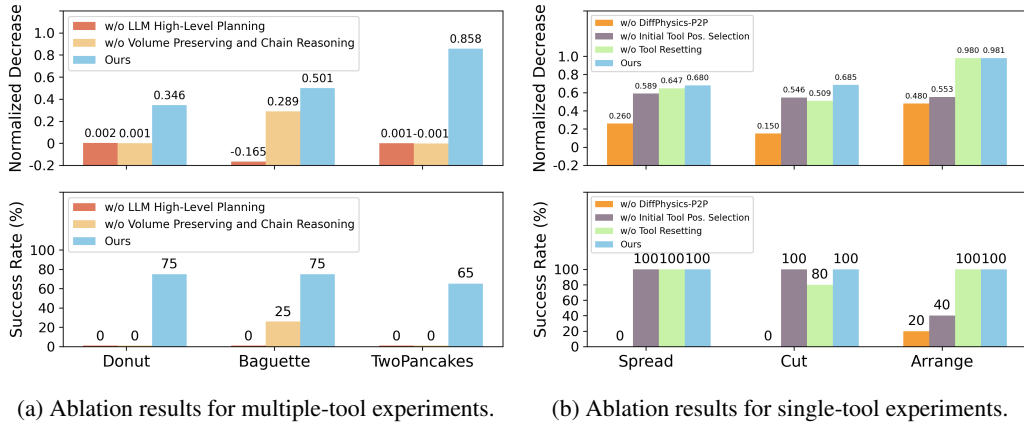 Normalized Decrease
1.0
0.8
0.6
0.4
0.2
0
-0.2
w/o LLM High-Level Planning
w/o Volume Preserving and Chain Reasoning
Ours
0.002 0.001 0.346
-0.165 0.289 0.501
0.001 -0.001 0.858
Success Rate (%)
100
80
60
40
20
0
w/o LLM High-Level Planning
w/o Volume Preserving and Chain Reasoning
Ours
0 0 75
0 25 75
0 0 65
Donut Baguette TwoPancakes
(a) Ablation results for multiple-tool experiments.
Normalized Decrease
1.0
0.8
0.6
0.4
0.2
0
-0.2
w/o DiffPhysics-P2P
w/o Initial Tool Pos. Selection
w/o Tool Resetting
Ours
0.260 0.589 0.647 0.680
0.150 0.546 0.509 0.685
0.480 0.553 0.980 0.981
Success Rate (%)
100
80
60
40
20
0
w/o DiffPhysics-P2P
w/o Initial Tool Pos. Selection
w/o Tool Resetting
Ours
0 100 100 100
0 100 80 100
20 40 100 100
Spread Cut Arrange
(b) Ablation results for single-tool experiments.